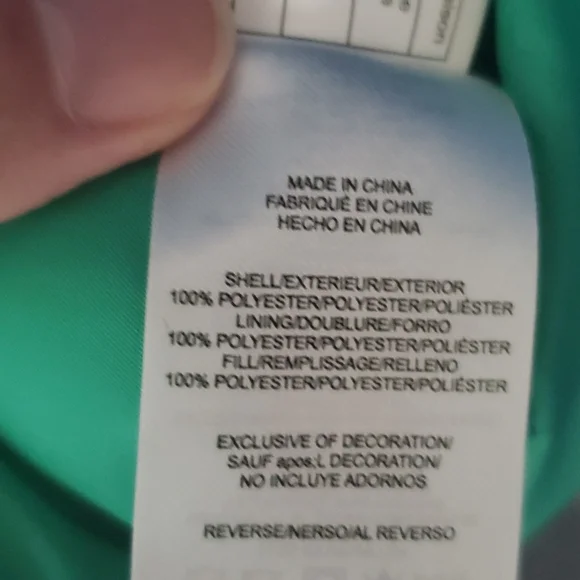 MADE IN CHINA
FABRIQUÉ EN CHINE
HECHO EN CHINA
SHELL/EXTERIEUR/EXTERIOR
100% POLYESTER/POLYESTER/POLIÉSTER
LINING/DOUBLURE/FORRO
100% POLYESTER/POLYESTER/POLIÉSTER
FILL/REMPLISSAGE/RELLENO
100% POLYESTER/POLYESTER/POLIÉSTER
EXCLUSIVE OF DECORATION/
SAUF apos;L DECORATION/
NO INCLUYE ADORNOS
REVERSE/NERSO/AL REVERSO